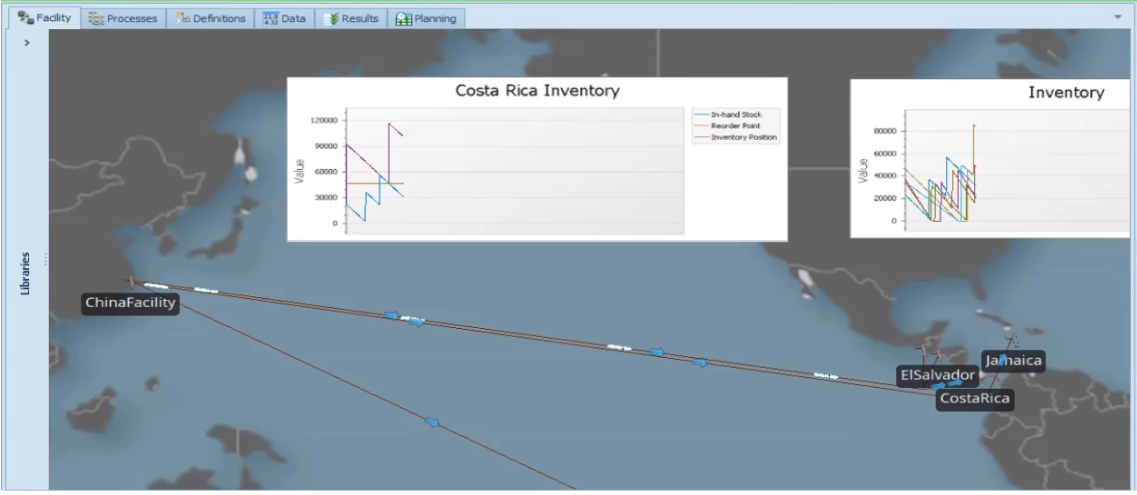 Facility Processes Definitions Data Results Planning
Libraries
Costa Rica Inventory
Value
120000
90000
60000
30000
0
In-hand Stock
Reorder Point
Inventory Position
Inventory
Value
80000
60000
40000
20000
0
ChinaFacility
ElSalvador
Jamaica
CostaRica